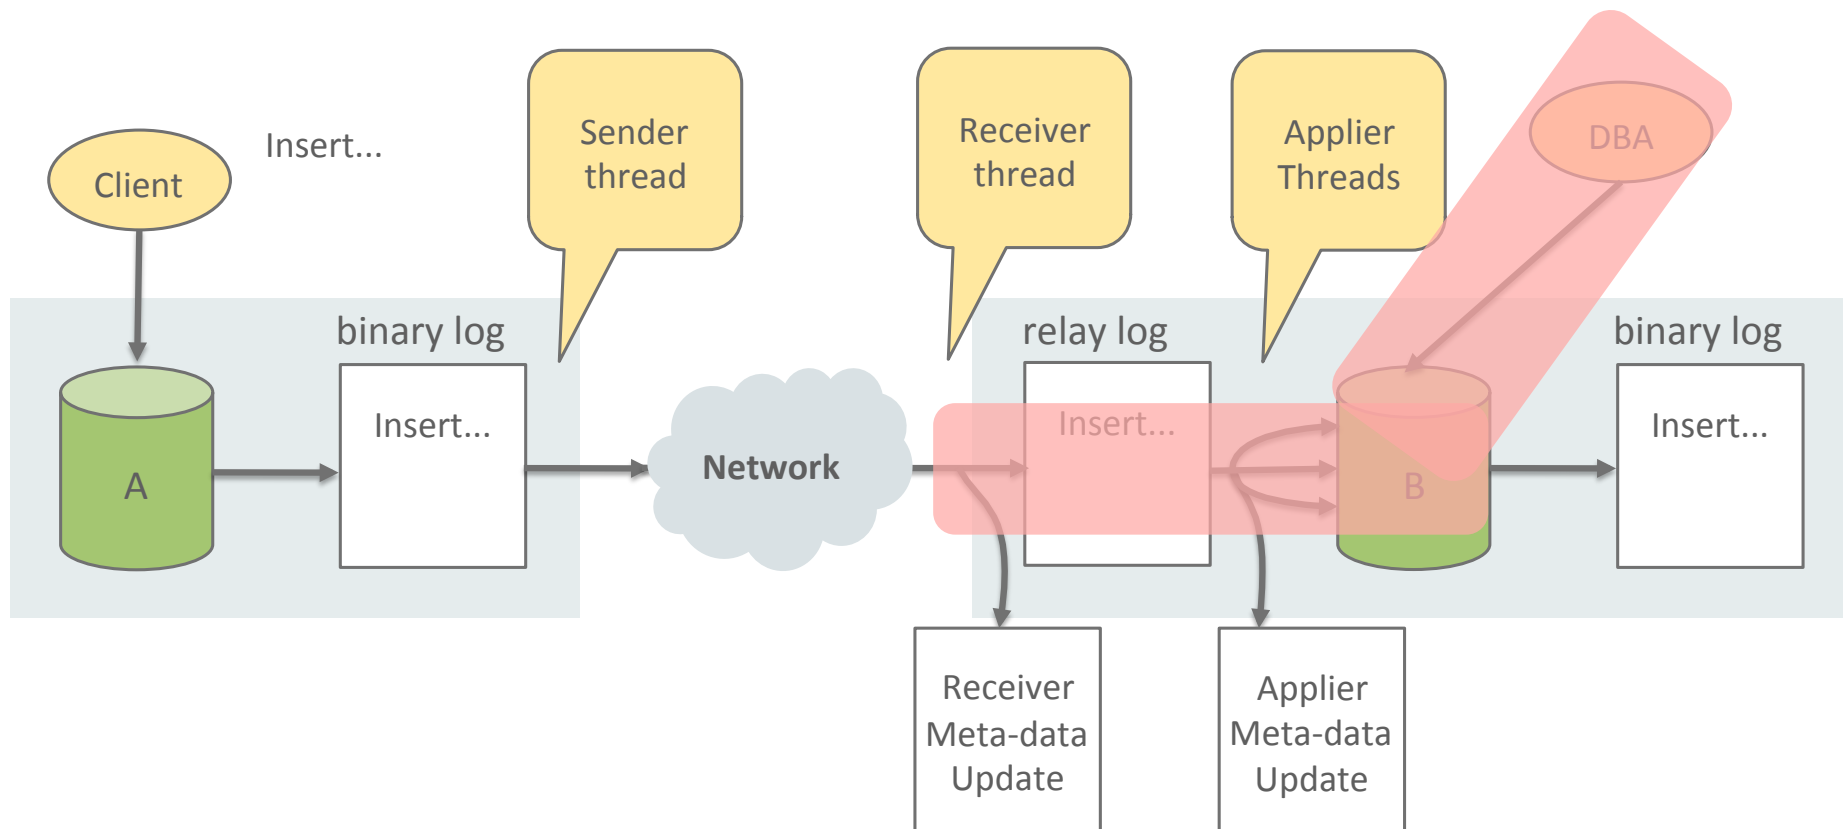 Client
Insert...
Sender
thread
Receiver
thread
Applier
Threads
DBA
binary log
Insert...
A
Network
relay log
Insert...
B
binary log
Insert...
Receiver
Meta-data
Update
Applier
Meta-data
Update